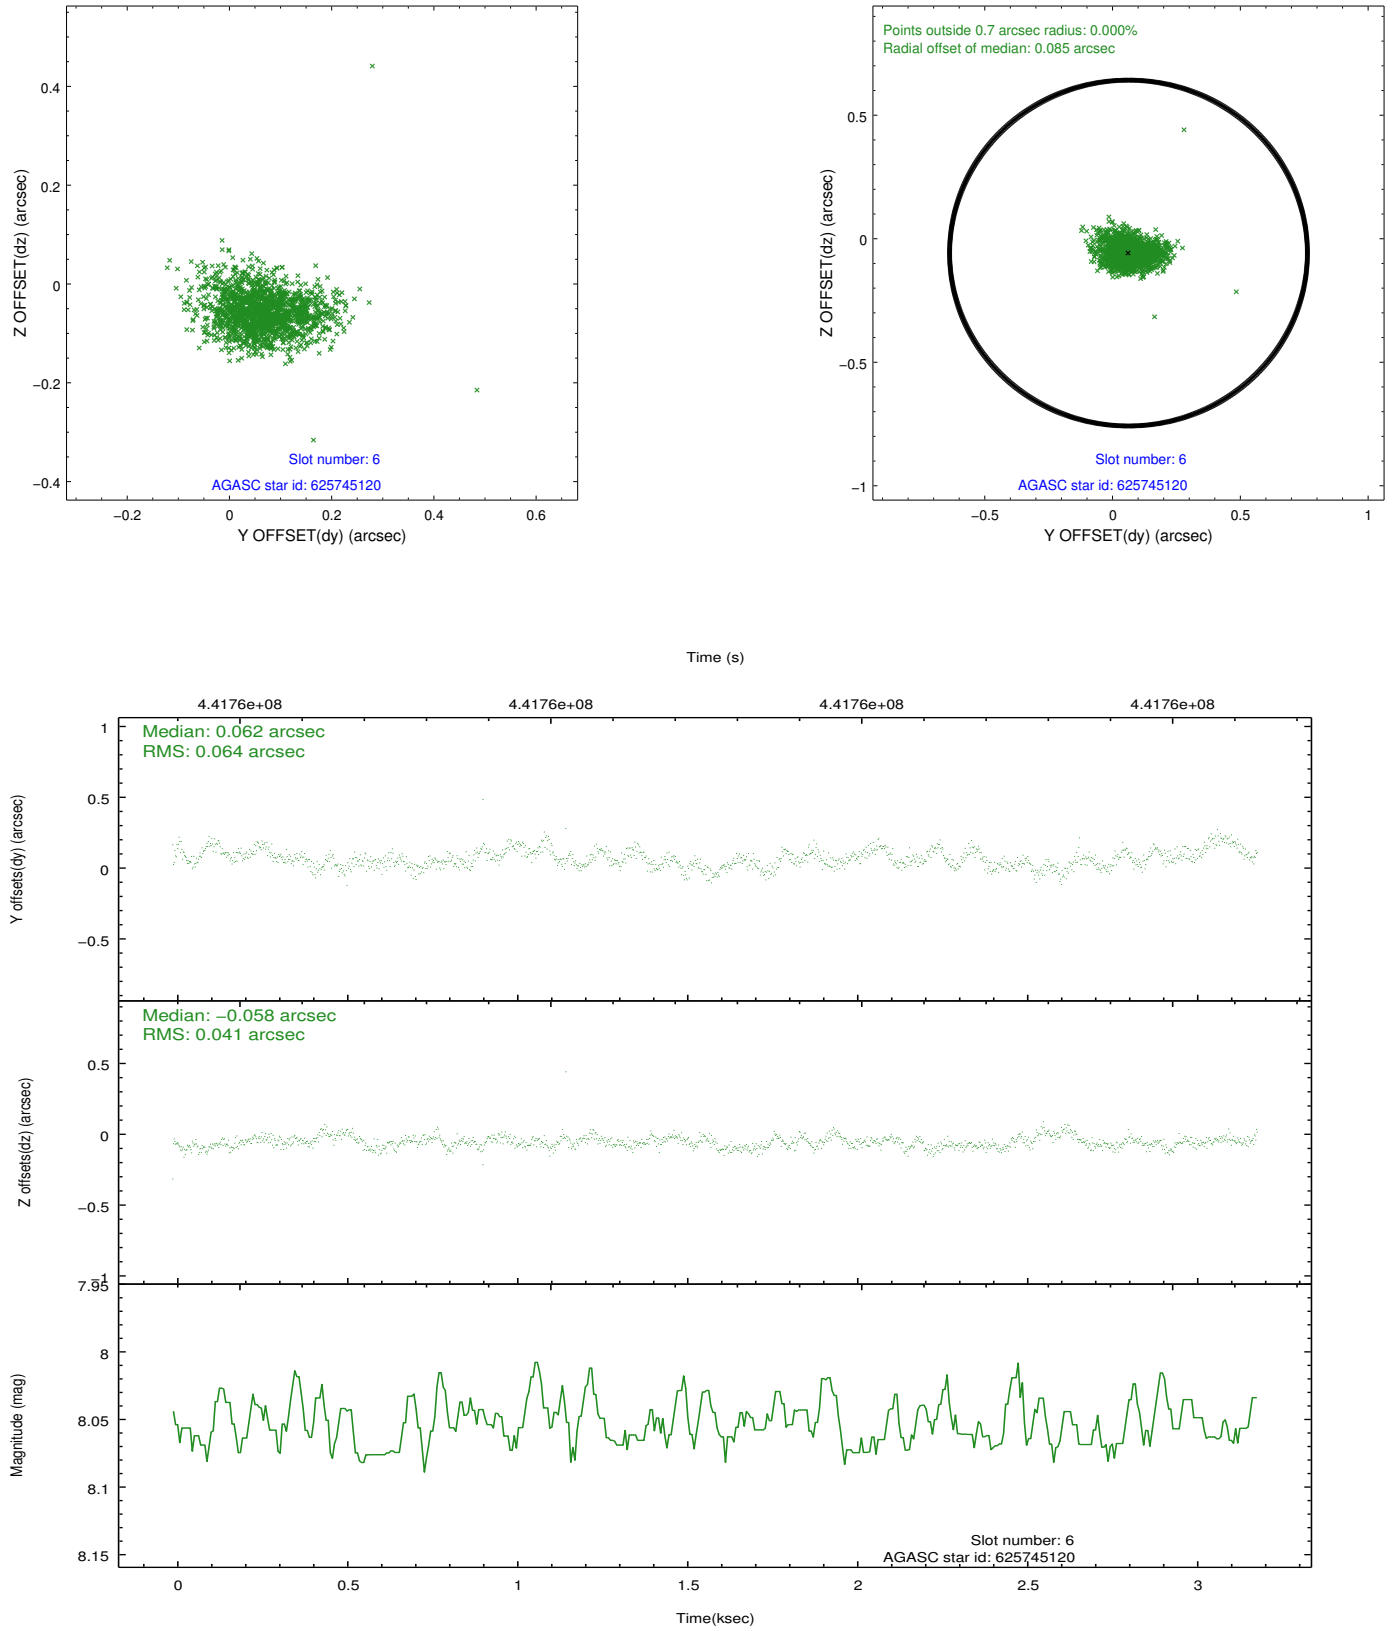 0.4
0.2
0
−0.2
−0.4
−0.2
0
0.2
0.4
0.6
Z OFFSET(dz) (arcsec)
Y OFFSET(dy) (arcsec)
Slot number: 6
AGASC star id: 625745120
Points outside 0.7 arcsec radius: 0.000%
Radial offset of median: 0.085 arcsec
0.5
0
−0.5
−1
−0.5
0
0.5
1
Z OFFSET(dz) (arcsec)
Y OFFSET(dy) (arcsec)
Slot number: 6
AGASC star id: 625745120
Time (s)
4.4176e+08
4.4176e+08
4.4176e+08
4.4176e+08
Median: 0.062 arcsec
RMS: 0.064 arcsec
1
0.5
0
−0.5
Y offsets(dy) (arcsec)
Median: −0.058 arcsec
RMS: 0.041 arcsec
0.5
0
−0.5
−1
Z offsets(dz) (arcsec)
7.95
8
8.05
8.1
8.15
Magnitude (mag)
Slot number: 6
AGASC star id: 625745120
0
0.5
1
1.5
2
2.5
3
Time(ksec)